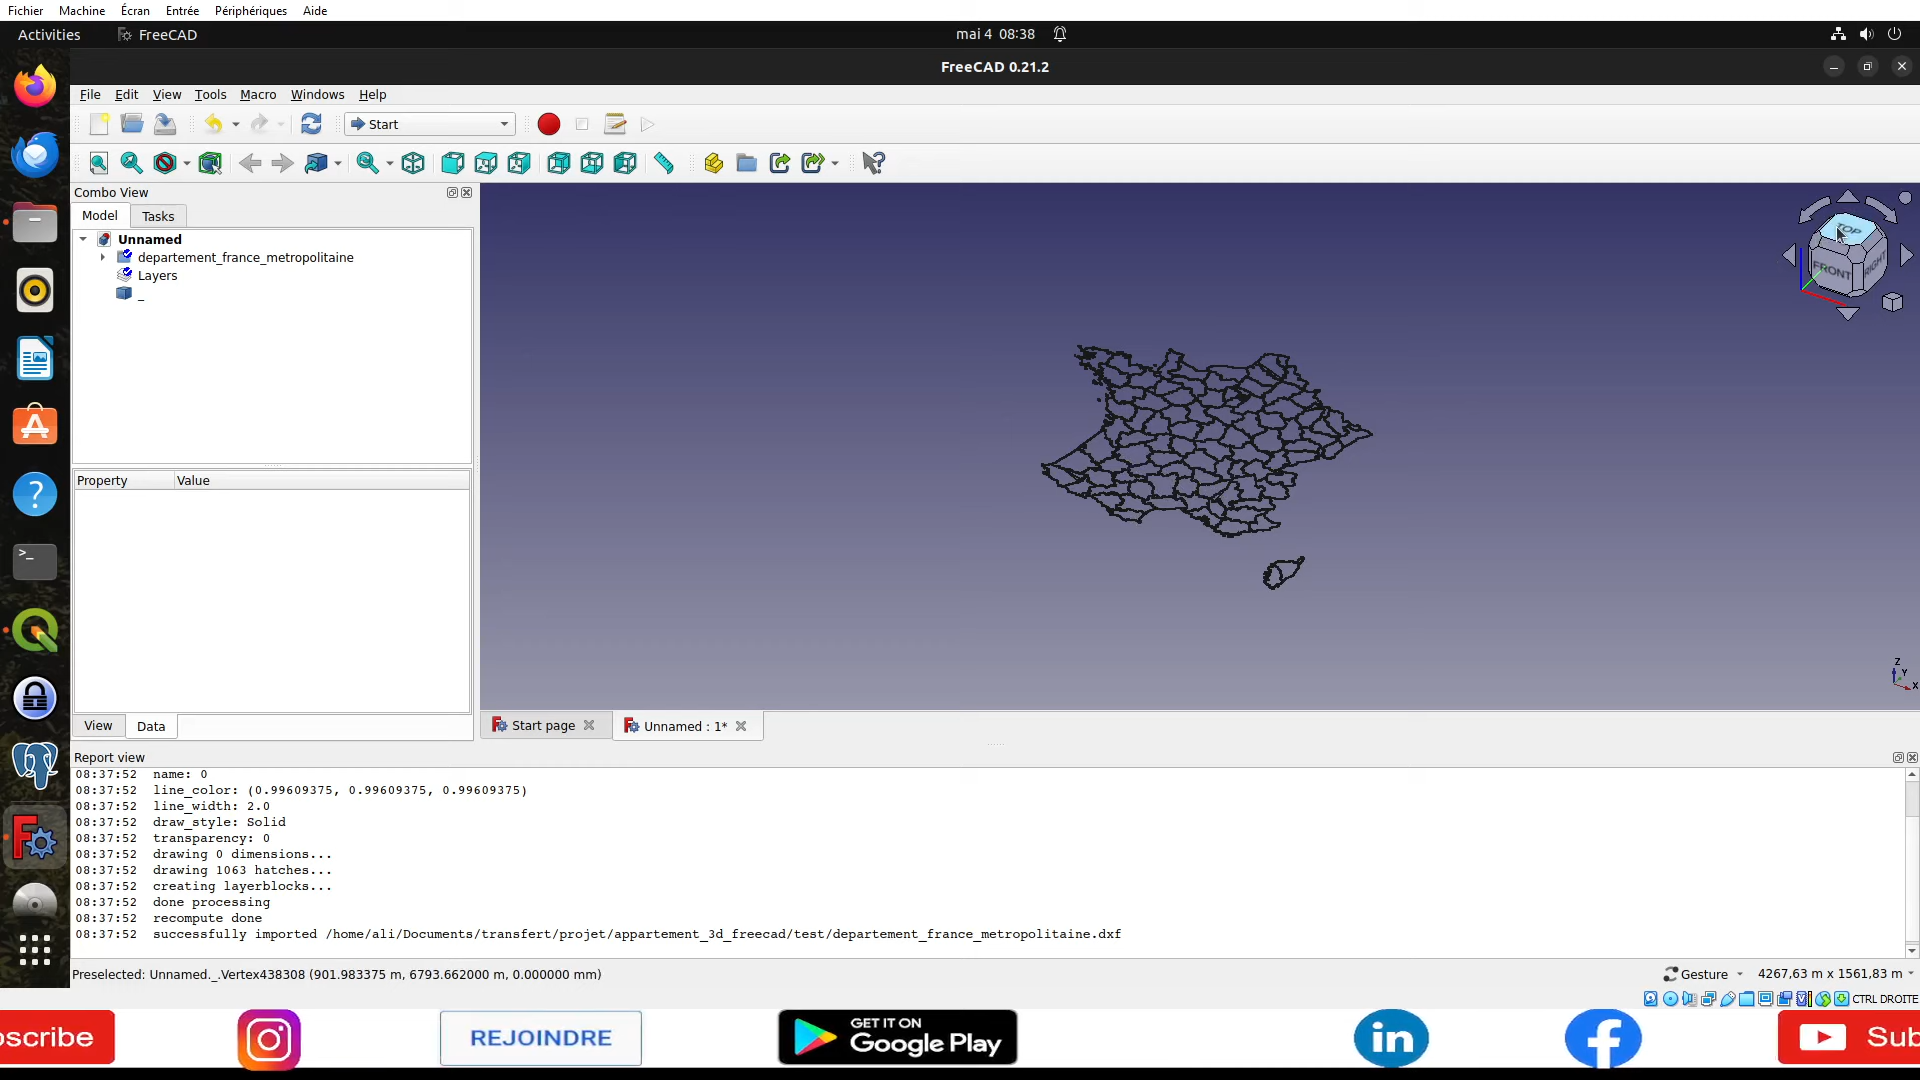 Fichier Machine Écran Entrée Périphériques Aide
Activities FreeCAD mai 4 08:38
FreeCAD 0.21.2
File Edit View Tools Macro Windows Help
Start
Combo View
Model Tasks
Unnamed
departement_france_metropolitaine
Layers
_
TOP
FRONT
RIGHT
Property Value
Z
Y
X
View Data
Start page Unnamed : 1*
Report view
08:37:52 name: 0
08:37:52 line_color: (0.99609375, 0.99609375, 0.99609375)
08:37:52 line_width: 2.0
08:37:52 draw_style: Solid
08:37:52 transparency: 0
08:37:52 drawing 0 dimensions...
08:37:52 drawing 1063 hatches...
08:37:52 creating layerblocks...
08:37:52 done processing
08:37:52 recompute done
08:37:52 successfully imported /home/ali/Documents/transfert/projet/appartement_3d_freecad/test/departement_france_metropolitaine.dxf
Preselected: Unnamed._.Vertex438308 (901.983375 m, 6793.662000 m, 0.000000 mm) Gesture 4267,63 m x 1561,83 m
CTRL DROITE
oscribe
REJOINDRE
GET IT ON
Google Play
in
f
Sub